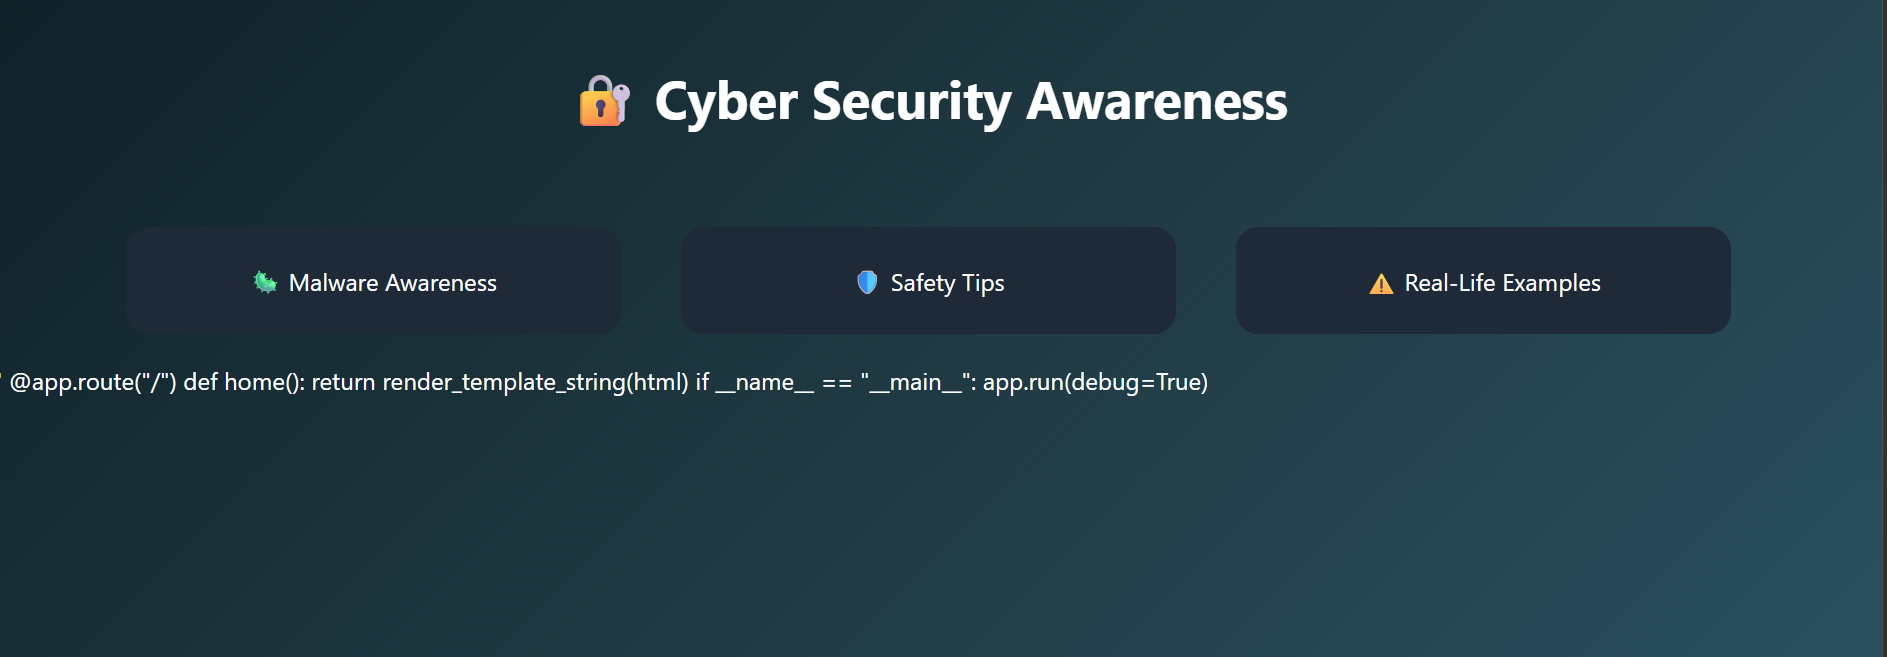 🔐 Cyber Security Awareness
🦠 Malware Awareness
🛡️ Safety Tips
⚠️ Real-Life Examples
" @app.route("/") def home(): return render_template_string(html) if __name__ == "__main__": app.run(debug=True)